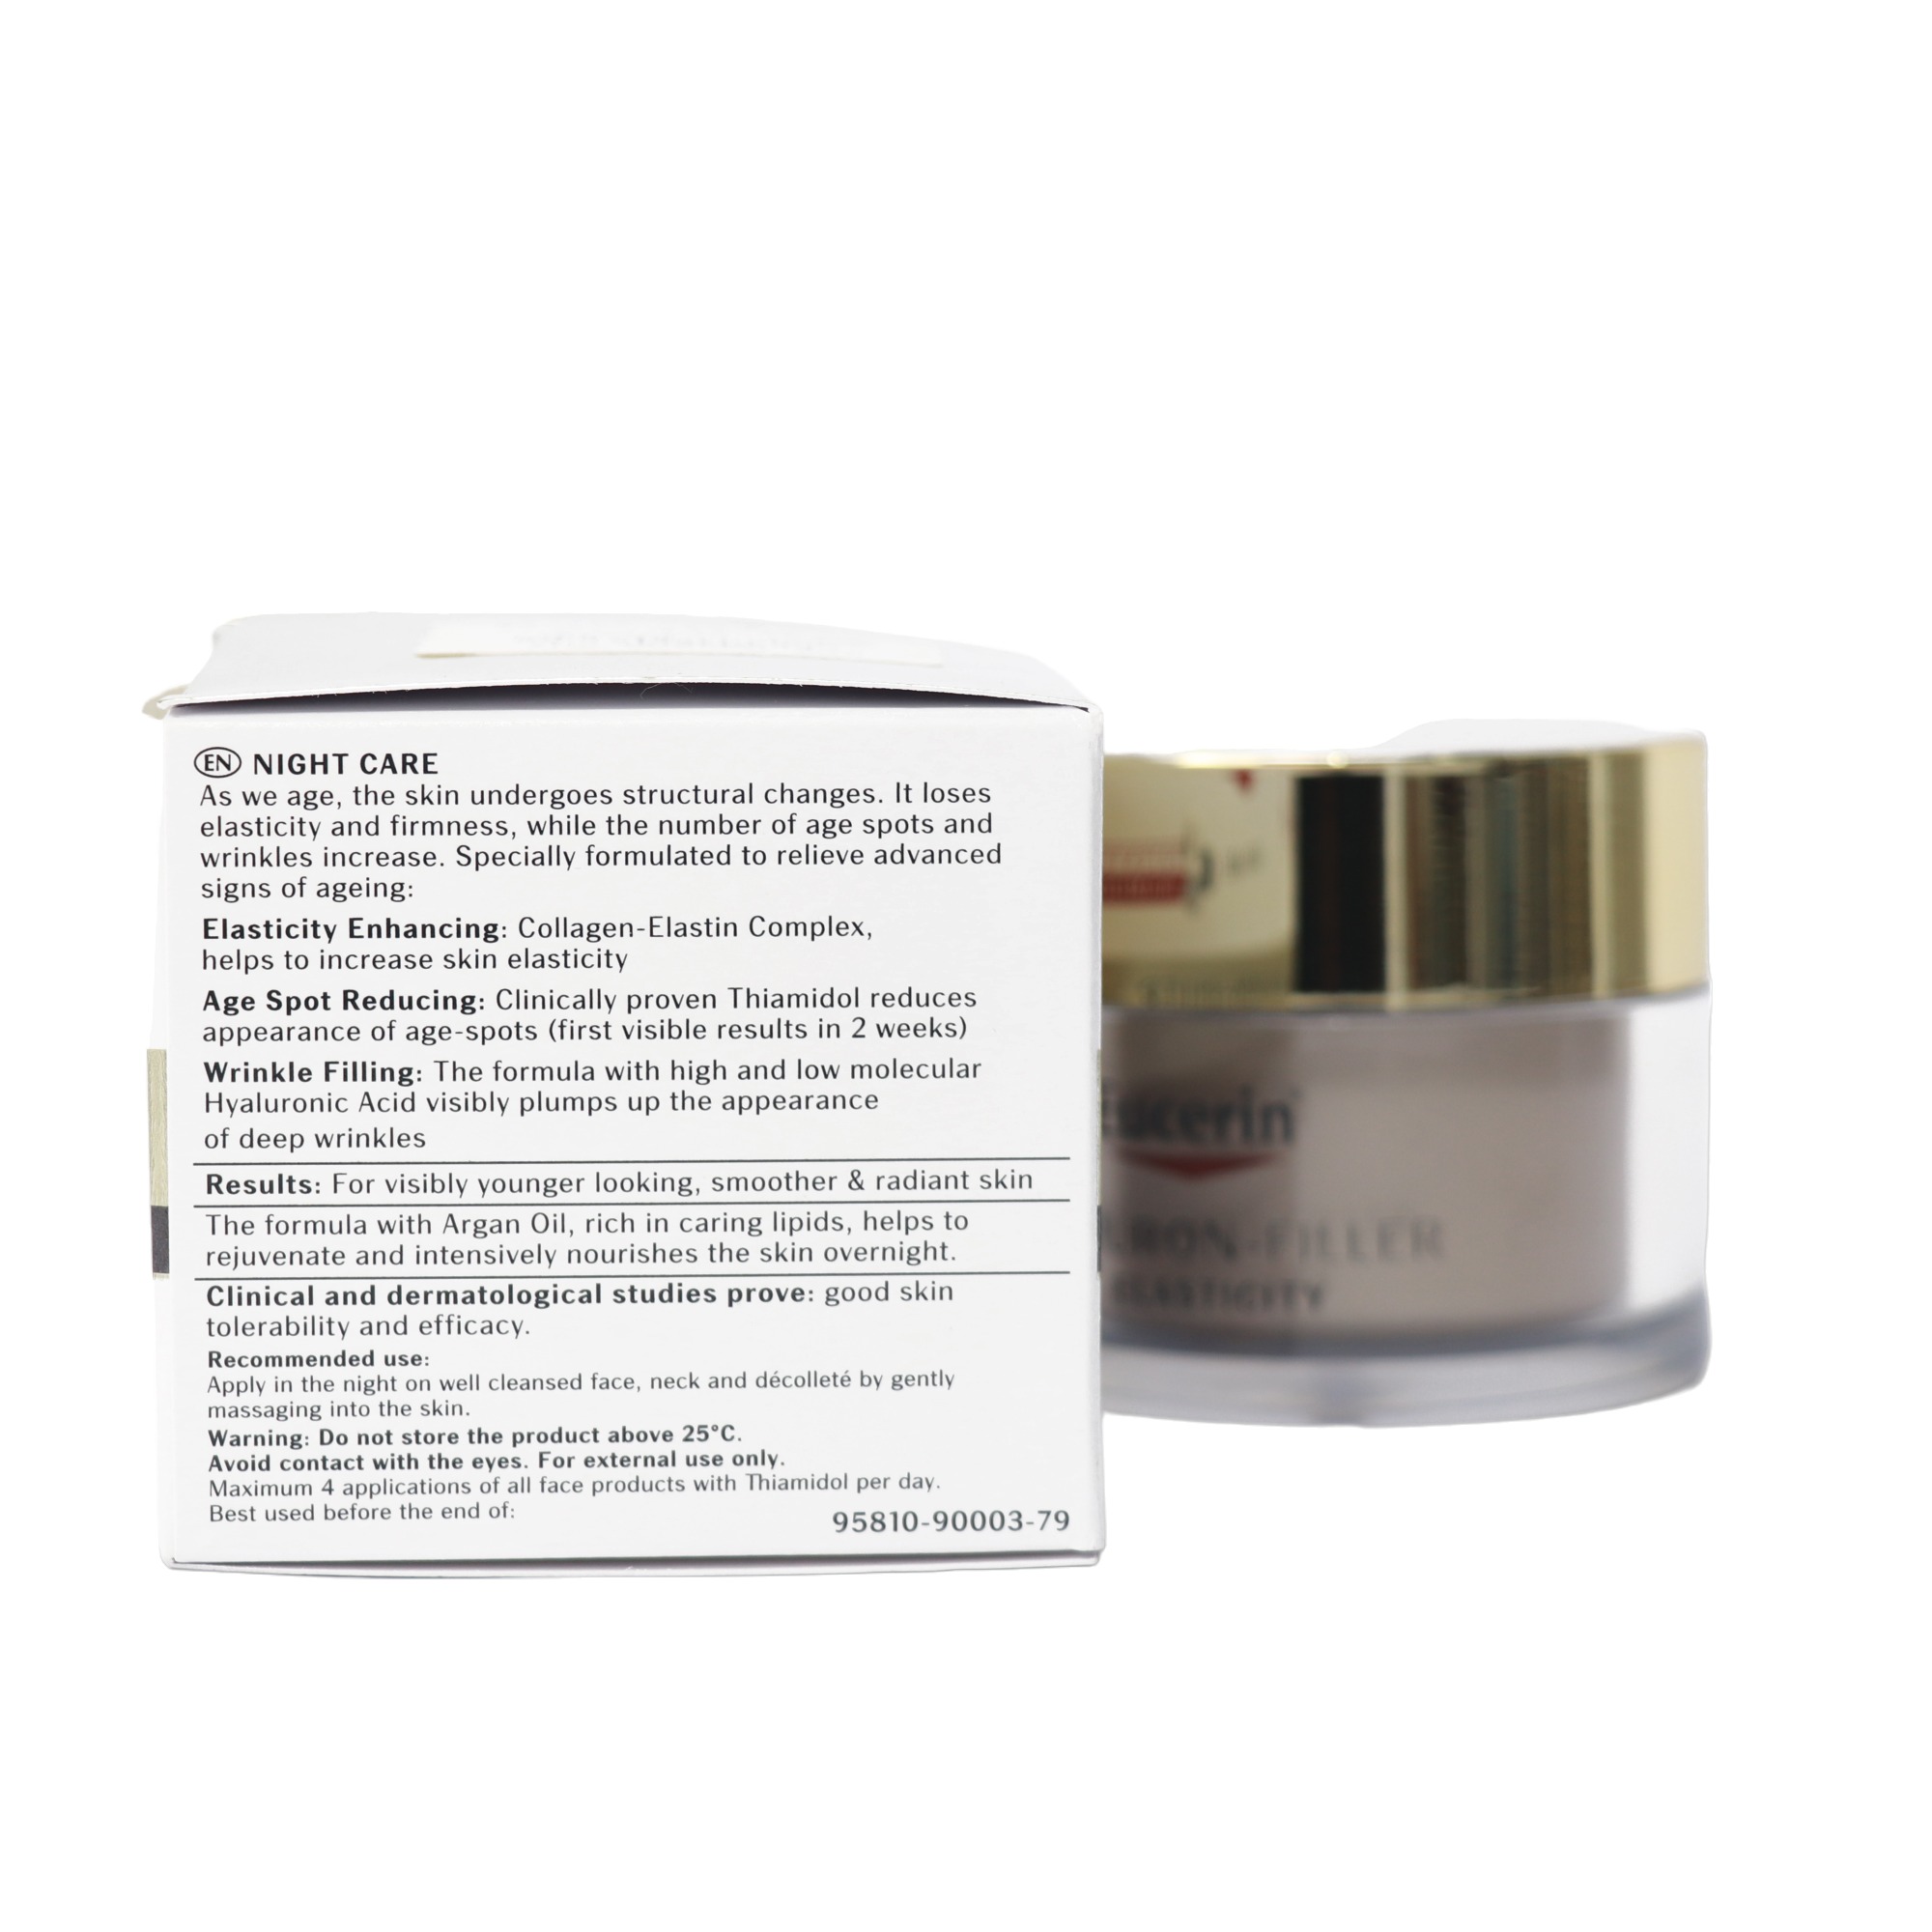 EN NIGHT CARE
As we age, the skin undergoes structural changes. It loses
elasticity and firmness, while the number of age spots and
wrinkles increase. Specially formulated to relieve advanced
signs of ageing:
Elasticity Enhancing: Collagen-Elastin Complex,
helps to increase skin elasticity
Age Spot Reducing: Clinically proven Thiamidol reduces
appearance of age-spots (first visible results in 2 weeks)
Wrinkle Filling: The formula with high and low molecular
Hyaluronic Acid visibly plumps up the appearance
of deep wrinkles
Results: For visibly younger looking, smoother & radiant skin
The formula with Argan Oil, rich in caring lipids, helps to
rejuvenate and intensively nourishes the skin overnight.
Clinical and dermatological studies prove: good skin
tolerability and efficacy.
Recommended use:
Apply in the night on well cleansed face, neck and décolleté by gently
massaging into the skin.
Warning: Do not store the product above 25°C.
Avoid contact with the eyes. For external use only.
Maximum 4 applications of all face products with Thiamidol per day.
Best used before the end of:
95810-90003-79
Eucerin
RON-FILLER
ELASTICITY